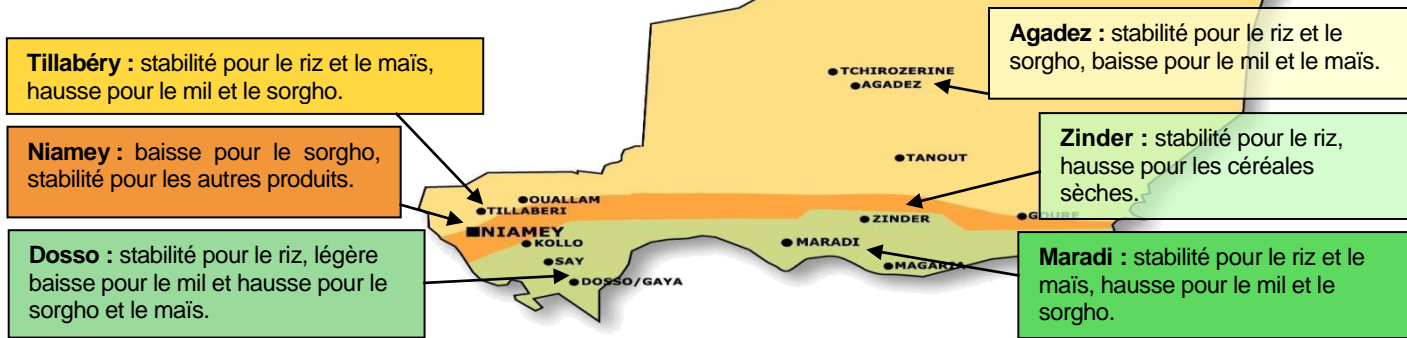 Tillabéry : stabilité pour le riz et le maïs,
hausse pour le mil et le sorgho.
Niamey : baisse pour le sorgho,
stabilité pour les autres produits.
Dosso : stabilité pour le riz, légère
baisse pour le mil et hausse pour le
sorgho et le maïs.
Agadez : stabilité pour le riz et le
sorgho, baisse pour le mil et le maïs.
Zinder : stabilité pour le riz,
hausse pour les céréales
sèches.
Maradi : stabilité pour le riz et le
maïs, hausse pour le mil et le
sorgho.
TCHIROZERINE
AGADEZ
TANOUT
OUALLAM
TILLABERI
NIAMEY
KOLLO
SAY
DOSSO/GAYA
ZINDER
GOURE
MARADI
MAGARIA